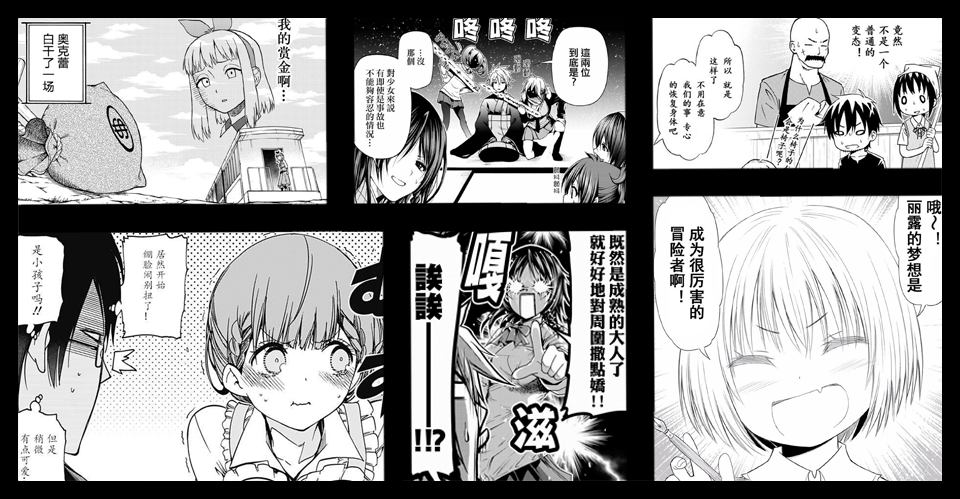 我的赏金啊…
奥克蕾
白干了一场
咚咚咚
這兩位
到底是？
…沒
那個
對少女來說
有即使是事故也
不能夠容忍的情況…
竟然
不是一个
普通的
变态！
所以 就是
这样了
不用在意
我们的事 专心
的恢复身体吧
居然开始
绷脸闹别扭了！
是小孩子吗！！
但是
稍微
有点可爱
既然是成熟的大人了
就好好地對周圍撒點嬌！！
嘎
誒誒——！？
滋
哦～！
丽露的梦想是
成为很厉害的
冒险者啊！